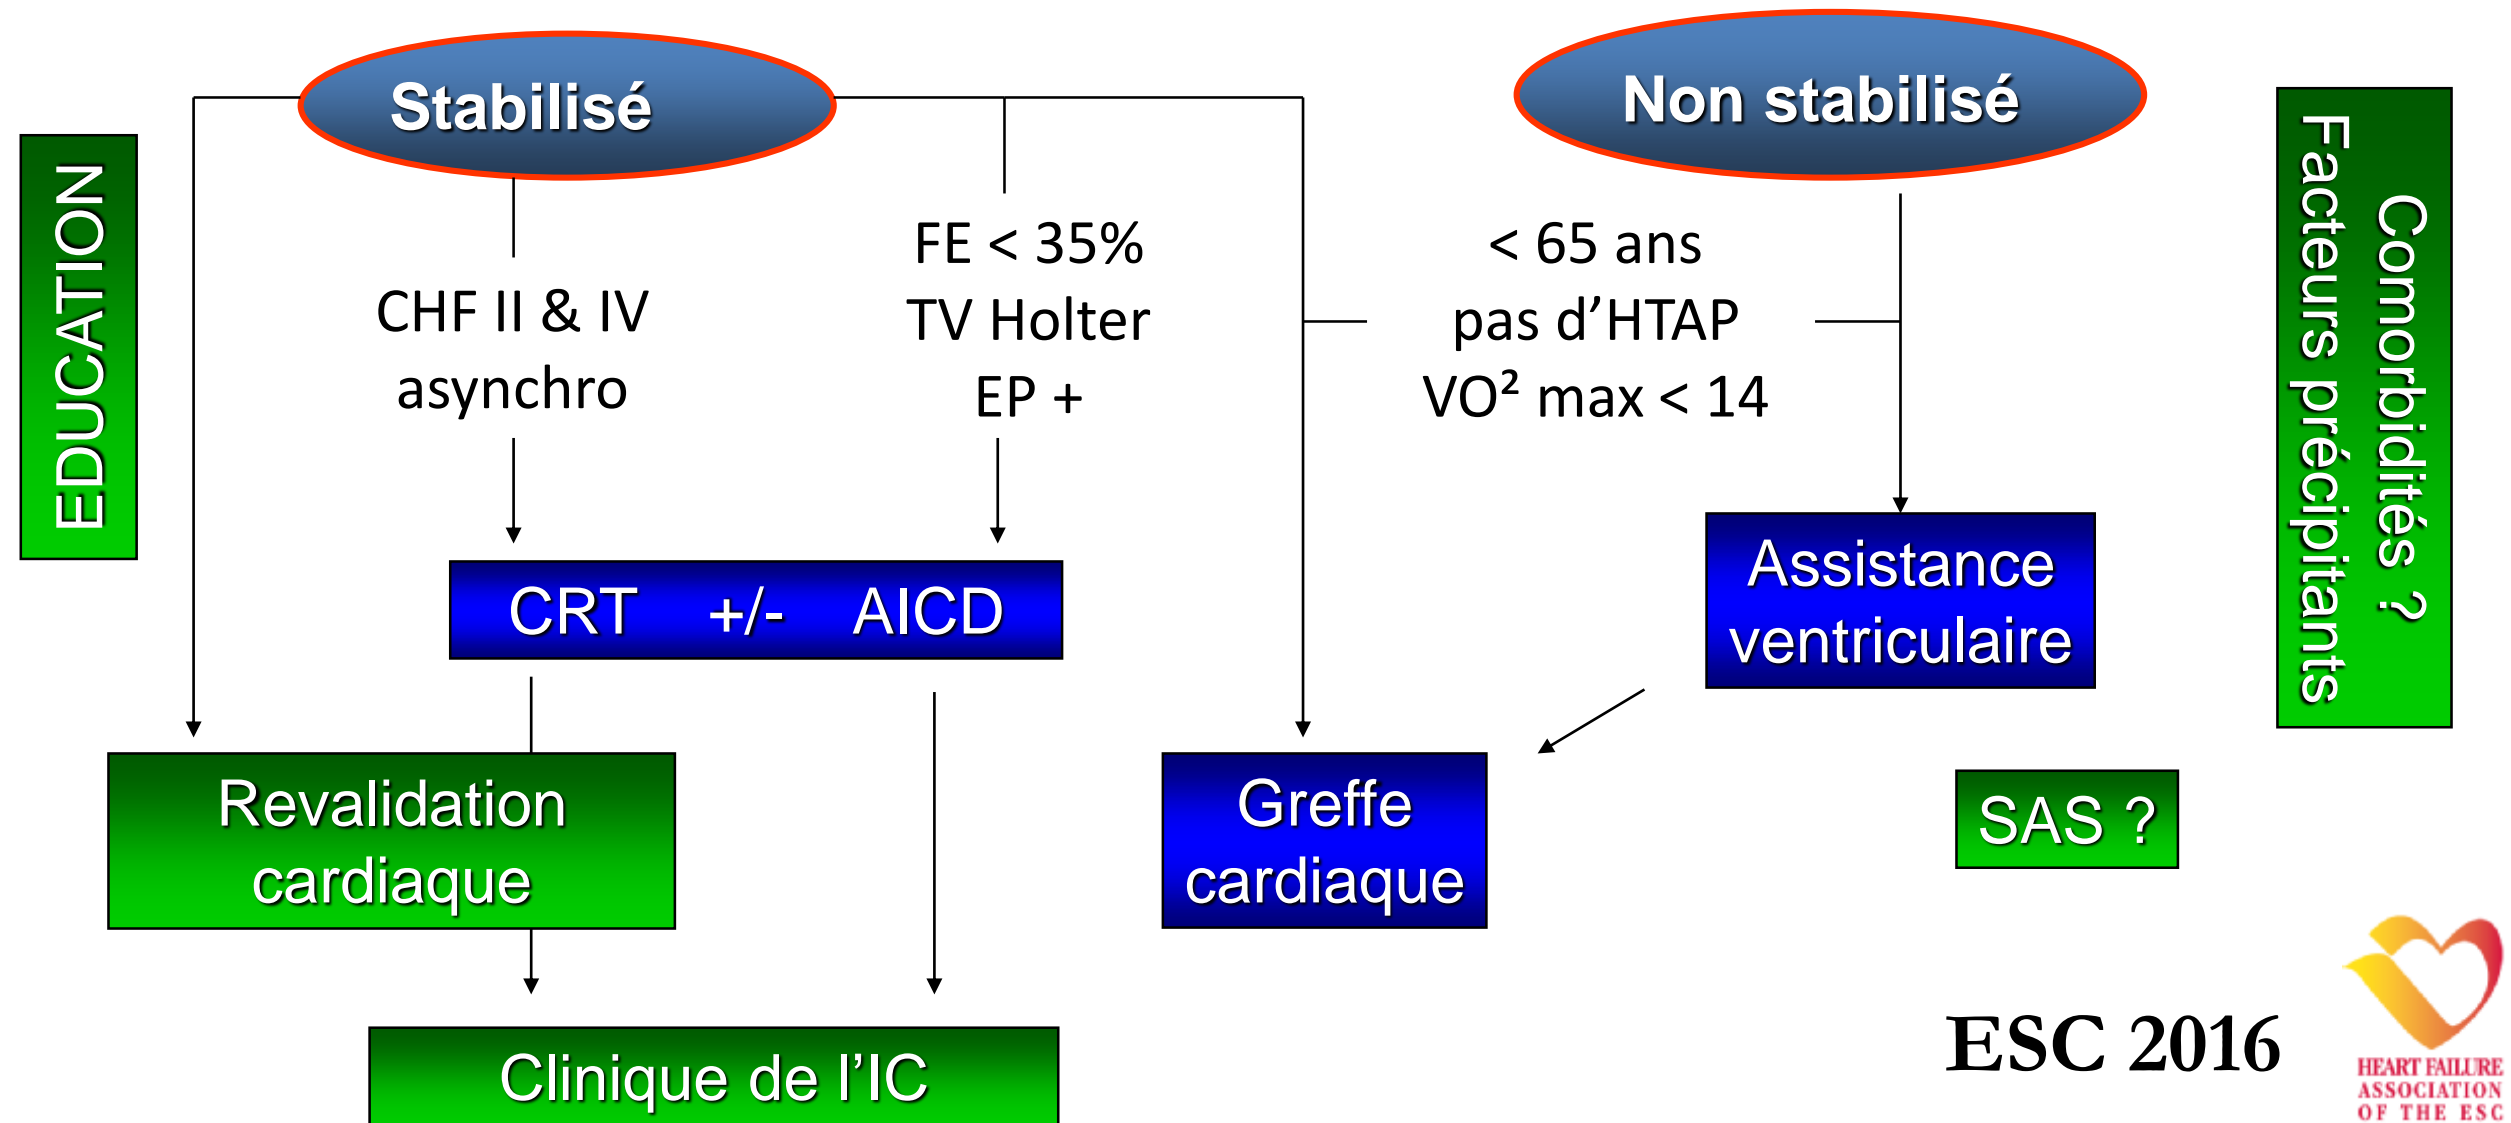 Stabilisé
Non stabilisé
EDUCATION
CHF II & IV
asynchro
FE < 35%
TV Holter
EP +
< 65 ans
pas d’HTAP
VO² max < 14
Comorbidités ?
Facteurs précipitants
CRT +/- AICD
Assistance
ventriculaire
Revalidation
cardiaque
Greffe
cardiaque
SAS ?
Clinique de l’IC
ESC 2016
HEART FAILURE
ASSOCIATION
OF THE ESC